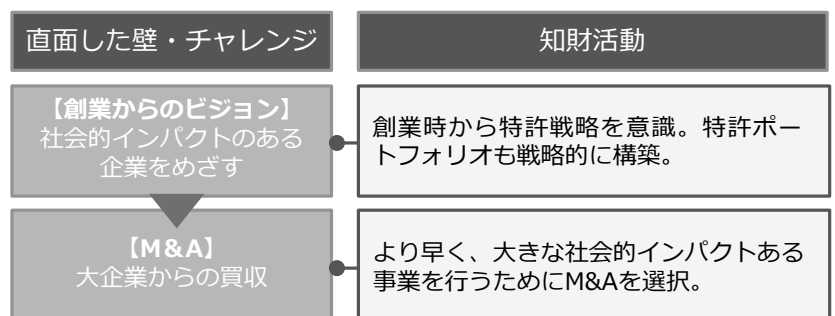 直面した壁・チャレンジ
知財活動
【創業からのビジョン】
社会的インパクトのある
企業をめざす
創業時から特許戦略を意識。特許ポー
トフォリオも戦略的に構築。
【M&A】
大企業からの買収
より早く、大きな社会的インパクトある
事業を行うためにM&Aを選択。